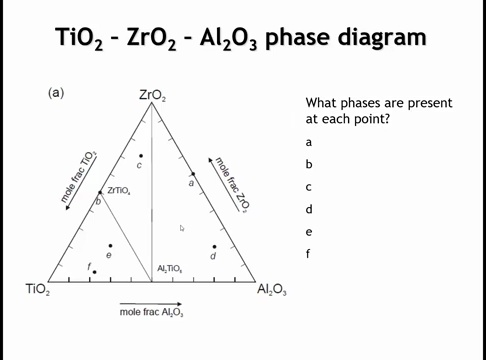 TiO₂ – ZrO₂ – Al₂O₃ phase diagram
(a)
ZrO₂
What phases are present
at each point?
a
b
c
d
e
f
mole frac TiO₂
mole frac ZrO₂
c
a
ZrTiO₄
b
e
d
f
Al₂TiO₅
TiO₂
Al₂O₃
mole frac Al₂O₃